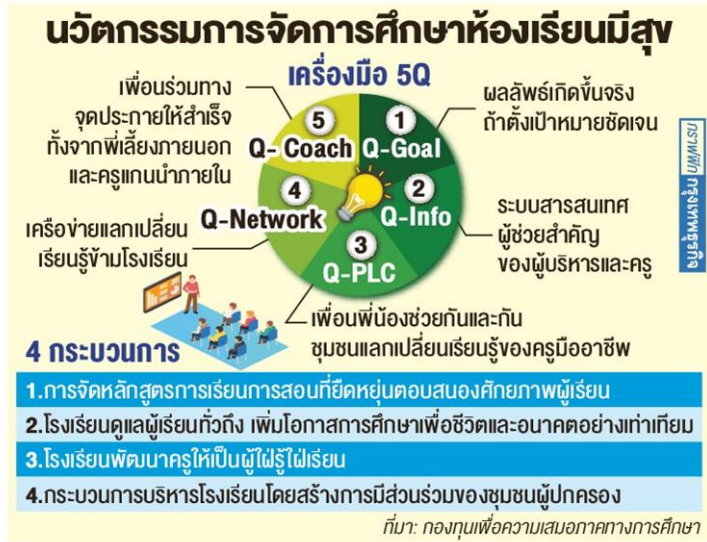 นวัตกรรมการจัดการศึกษาห้องเรียนมีสุข
เครื่องมือ 5Q
1
Q-Goal
ผลลัพธ์เกิดขึ้นจริง
ถ้าตั้งเป้าหมายชัดเจน
2
Q-Info
ระบบสารสนเทศ
ผู้ช่วยสำคัญ
ของผู้บริหารและครู
3
Q-PLC
เพื่อนพี่น้องช่วยกันและกัน
ชุมชนแลกเปลี่ยนเรียนรู้ของครูมืออาชีพ
4
Q-Network
เครือข่ายแลกเปลี่ยน
เรียนรู้ข้ามโรงเรียน
5
Q- Coach
เพื่อนร่วมทาง
จุดประกายให้สำเร็จ
ทั้งจากพี่เลี้ยงภายนอก
และครูแกนนำภายใน
กราฟฟิก กรุงเทพธุรกิจ
4 กระบวนการ
1.การจัดหลักสูตรการเรียนการสอนที่ยืดหยุ่นตอบสนองศักยภาพผู้เรียน
2.โรงเรียนดูแลผู้เรียนทั่วถึง เพิ่มโอกาสการศึกษาเพื่อชีวิตและอนาคตอย่างเท่าเทียม
3.โรงเรียนพัฒนาครูให้เป็นผู้ใฝ่รู้ใฝ่เรียน
4.กระบวนการบริหารโรงเรียนโดยสร้างการมีส่วนร่วมของชุมชนผู้ปกครอง
ที่มา: กองทุนเพื่อความเสมอภาคทางการศึกษา